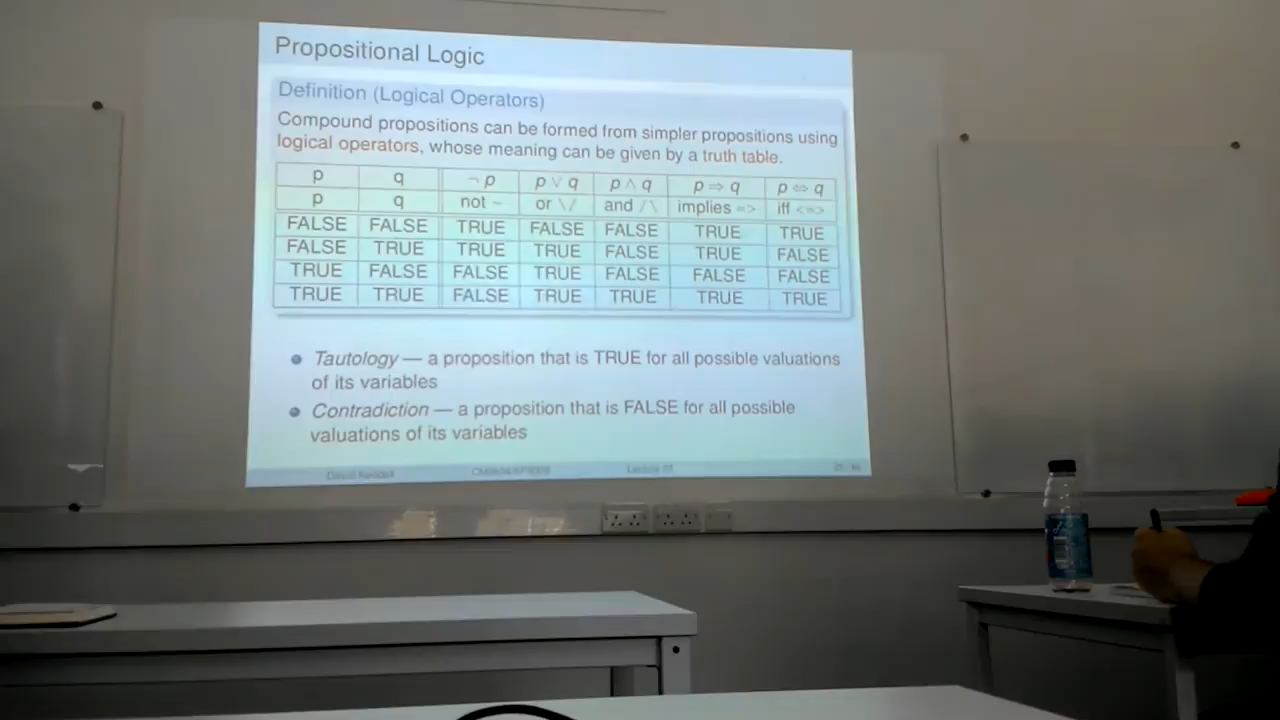 Propositional Logic
Definition (Logical Operators)
Compound propositions can be formed from simpler propositions using
logical operators, whose meaning can be given by a truth table.
p q ¬p p ∨ q p ∧ q p ⇒ q p ⇔ q
p q not ~ or \/ and /\ implies => iff <=>
FALSE FALSE TRUE FALSE FALSE TRUE TRUE
FALSE TRUE TRUE TRUE FALSE TRUE FALSE
TRUE FALSE FALSE TRUE FALSE FALSE FALSE
TRUE TRUE FALSE TRUE TRUE TRUE TRUE
Tautology — a proposition that is TRUE for all possible valuations
of its variables
Contradiction — a proposition that is FALSE for all possible
valuations of its variables
David Lecture